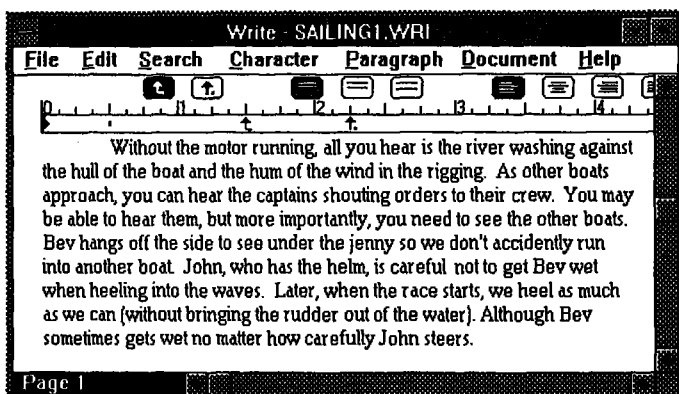 Write - SAILING1.WRI
File Edit Search Character Paragraph Document Help
0 1 2 3 4
Without the motor running, all you hear is the river washing against
the hull of the boat and the hum of the wind in the rigging. As other boats
approach, you can hear the captains shouting orders to their crew. You may
be able to hear them, but more importantly, you need to see the other boats.
Bev hangs off the side to see under the jenny so we don't accidently run
into another boat. John, who has the helm, is careful not to get Bev wet
when heeling into the waves. Later, when the race starts, we heel as much
as we can (without bringing the rudder out of the water). Although Bev
sometimes gets wet no matter how carefully John steers.
Page 1